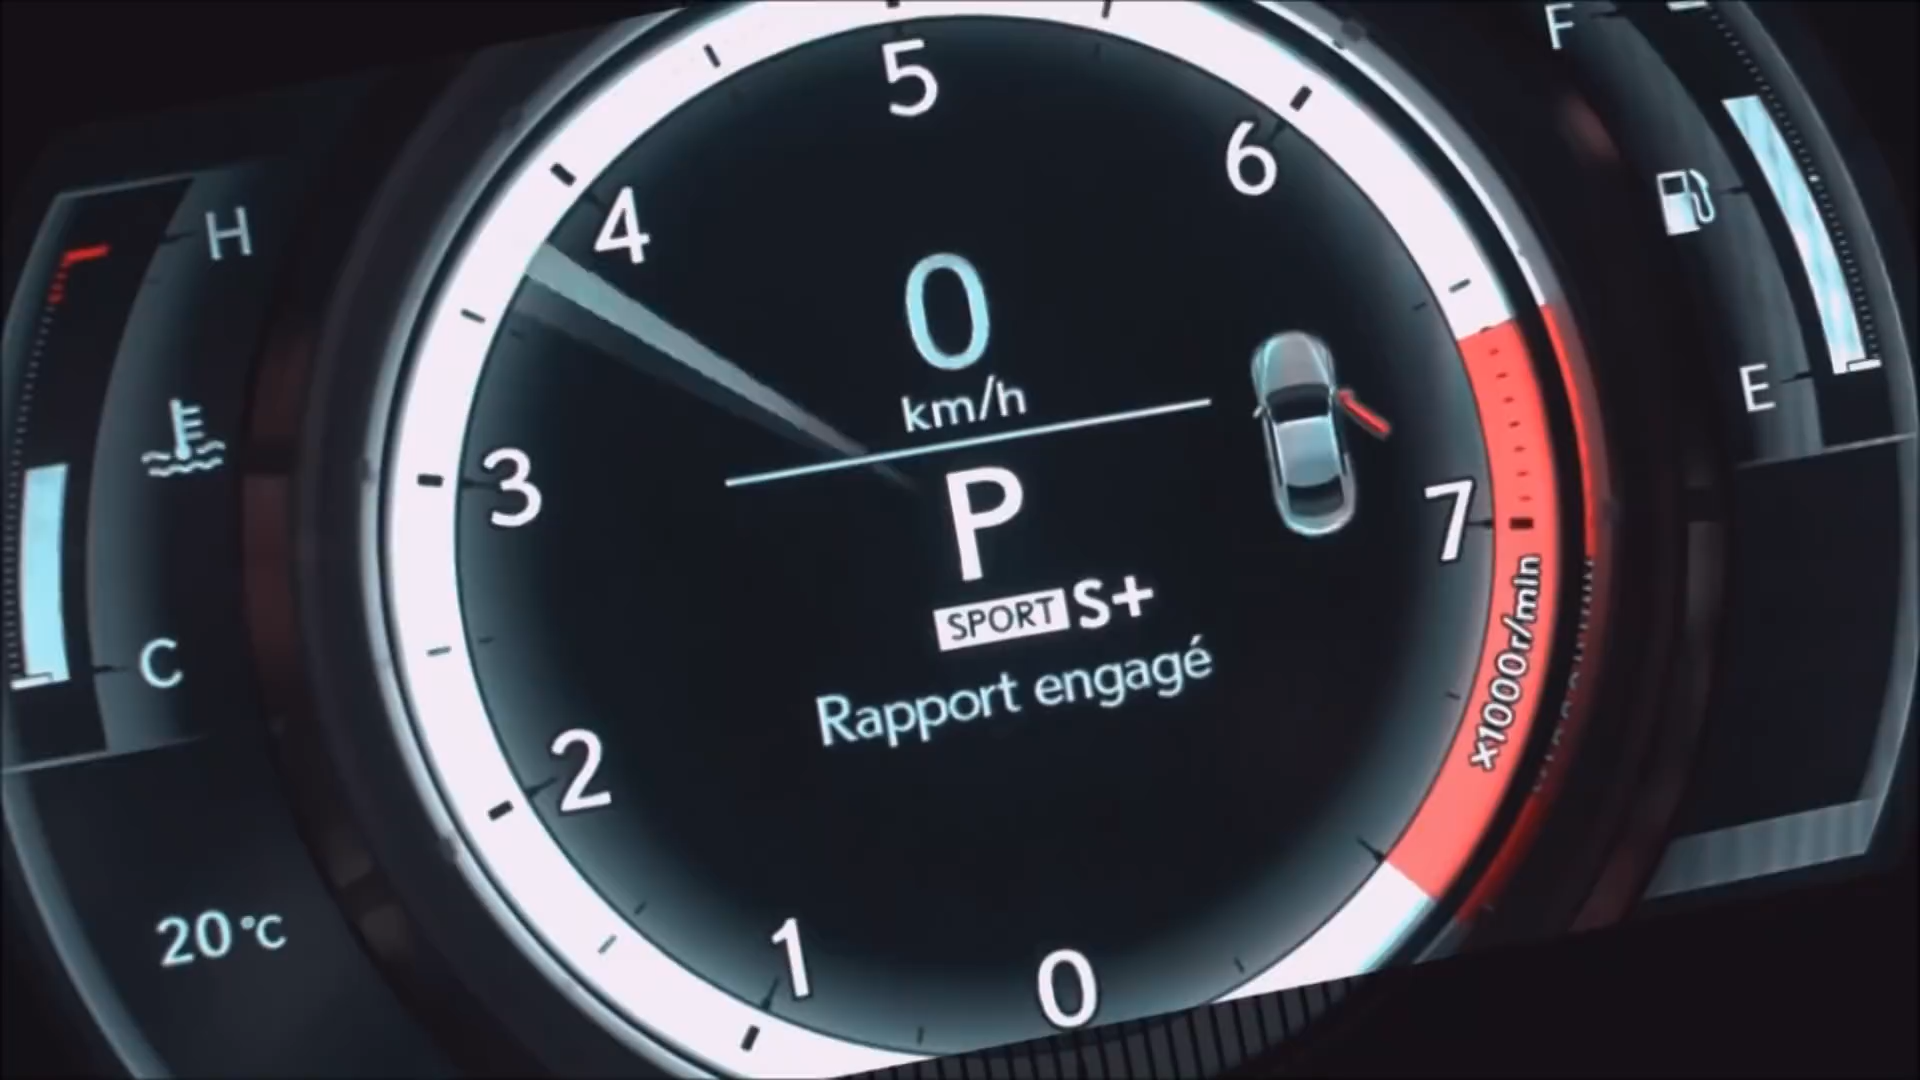 5
F
6
H
4
0
km/h
E
3
P
7
SPORT S+
C
Rapport engagé
x1000r/min
2
20°C
1
0